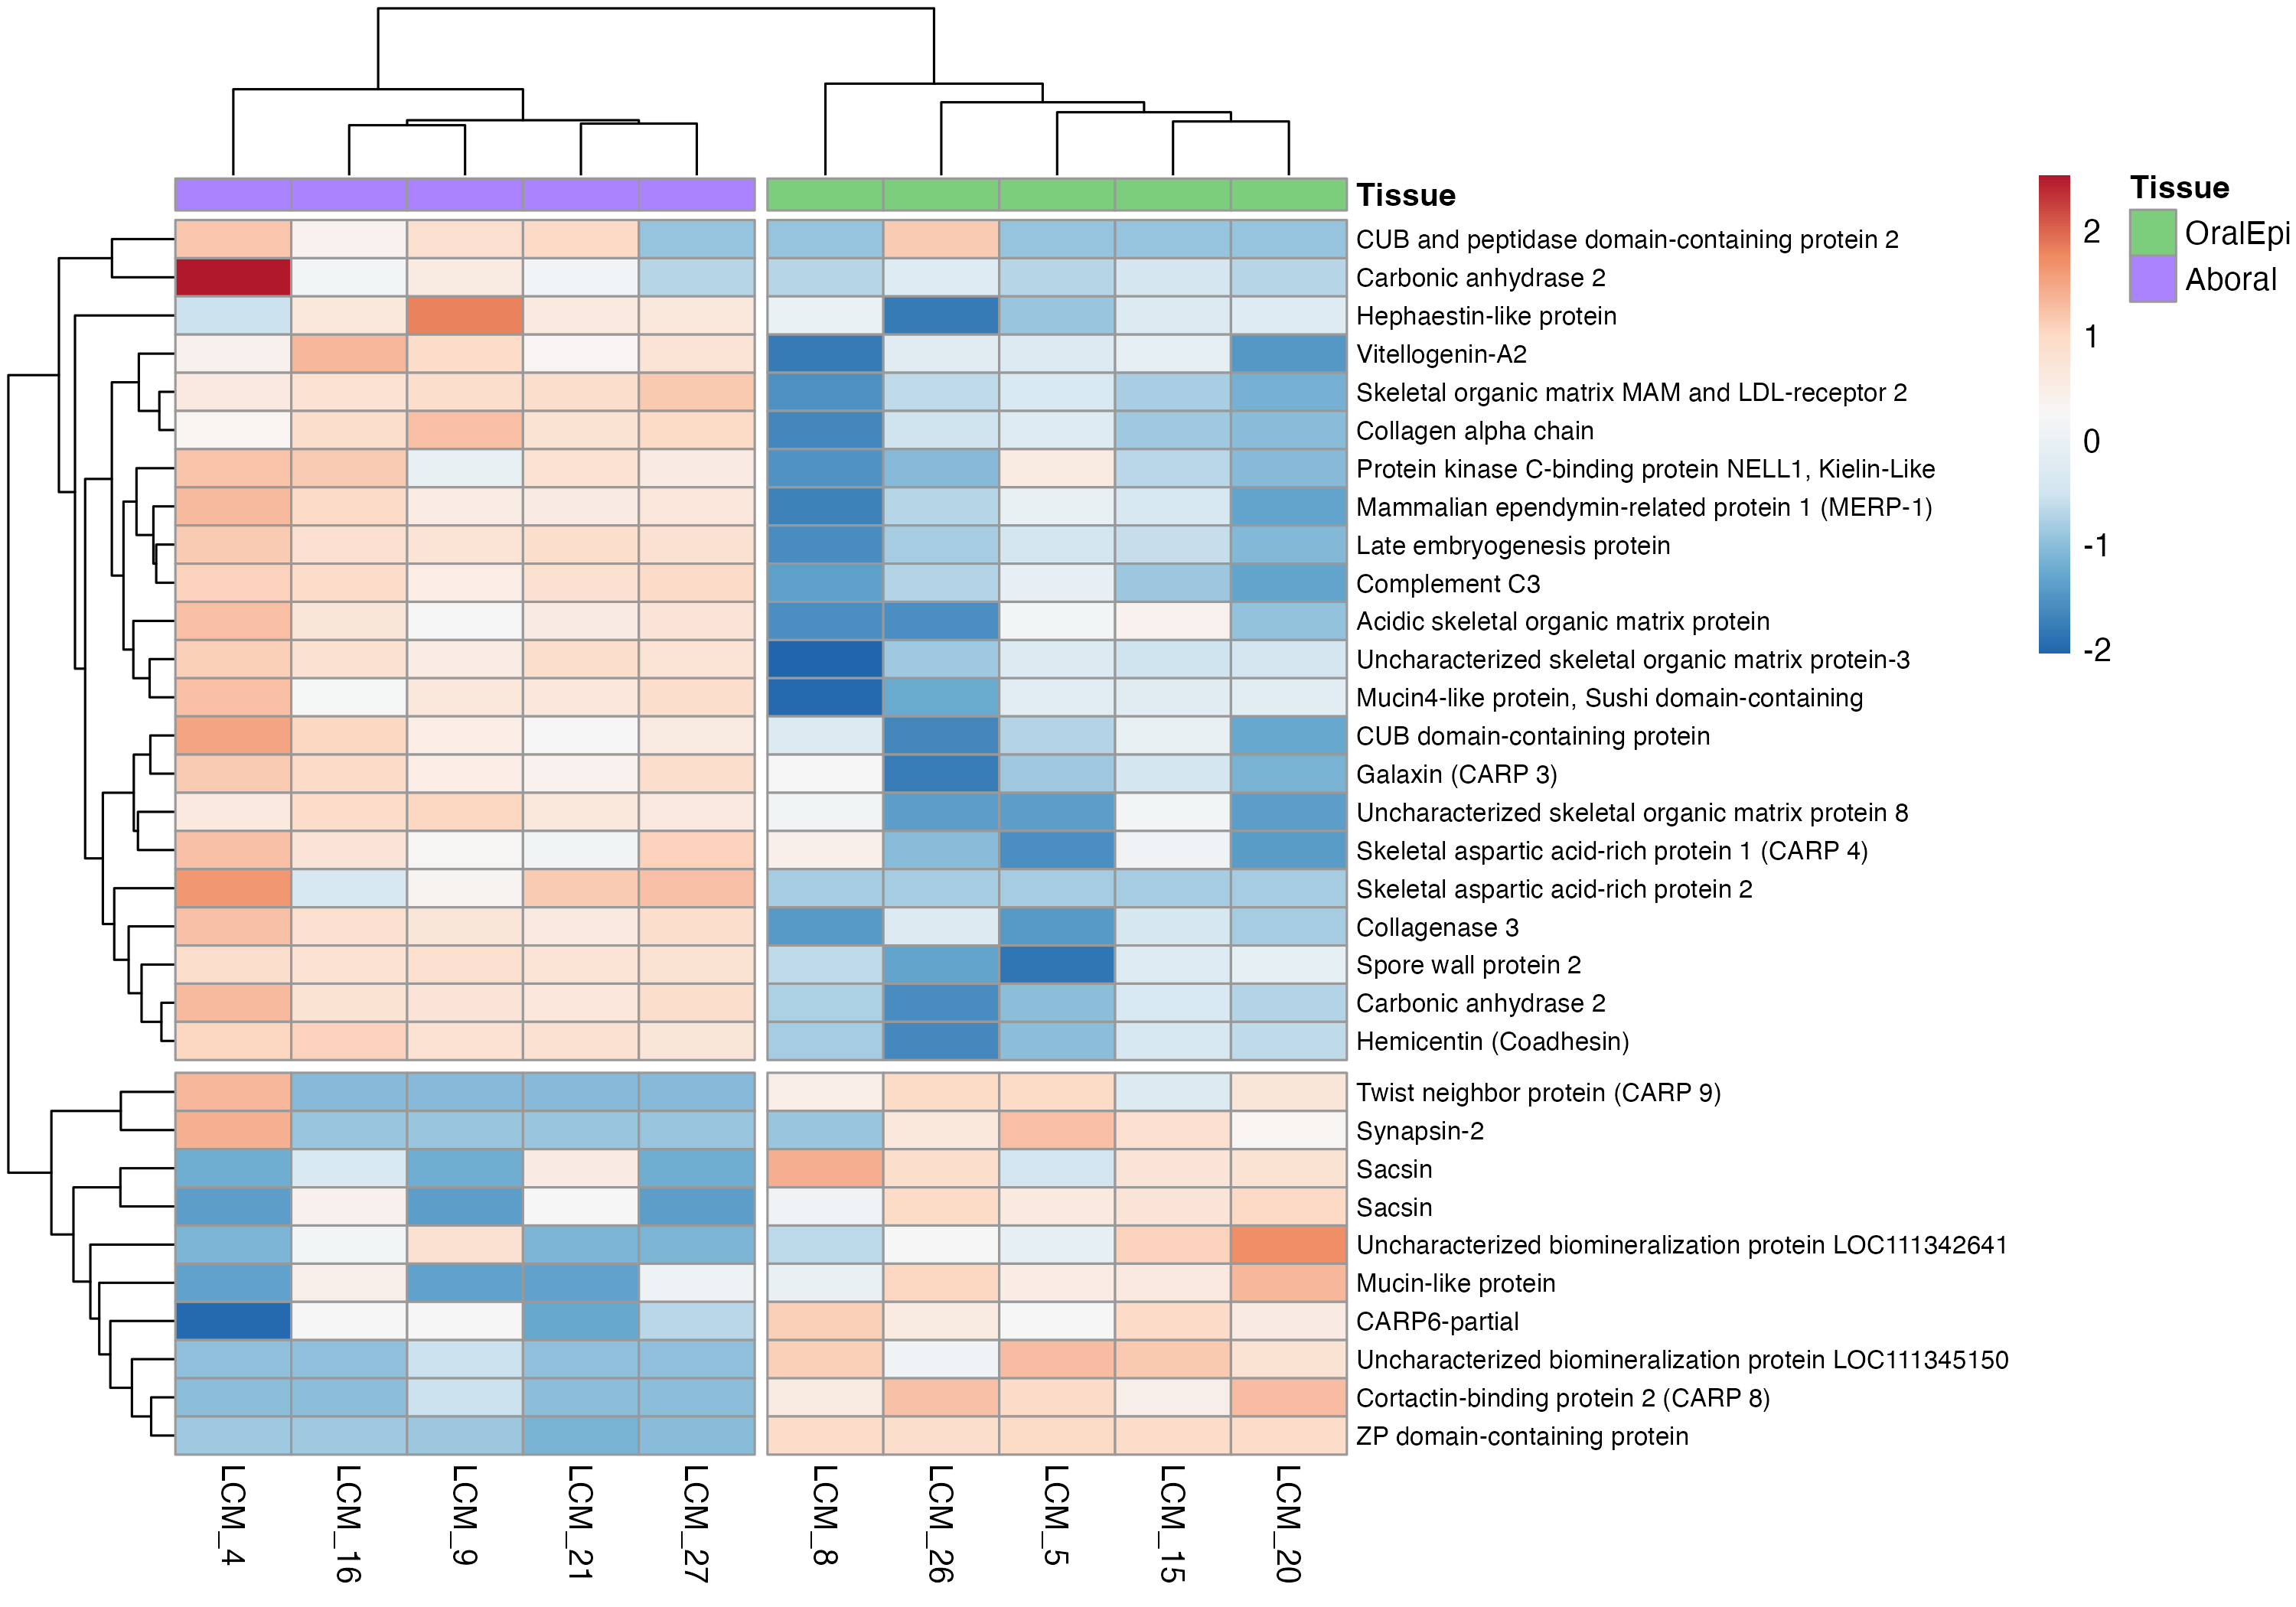 Tissue
CUB and peptidase domain-containing protein 2
Carbonic anhydrase 2
Hephaestin-like protein
Vitellogenin-A2
Skeletal organic matrix MAM and LDL-receptor 2
Collagen alpha chain
Protein kinase C-binding protein NELL1, Kielin-Like
Mammalian ependymin-related protein 1 (MERP-1)
Late embryogenesis protein
Complement C3
Acidic skeletal organic matrix protein
Uncharacterized skeletal organic matrix protein-3
Mucin4-like protein, Sushi domain-containing
CUB domain-containing protein
Galaxin (CARP 3)
Uncharacterized skeletal organic matrix protein 8
Skeletal aspartic acid-rich protein 1 (CARP 4)
Skeletal aspartic acid-rich protein 2
Collagenase 3
Spore wall protein 2
Carbonic anhydrase 2
Hemicentin (Coadhesin)
Twist neighbor protein (CARP 9)
Synapsin-2
Sacsin
Sacsin
Uncharacterized biomineralization protein LOC111342641
Mucin-like protein
CARP6-partial
Uncharacterized biomineralization protein LOC111345150
Cortactin-binding protein 2 (CARP 8)
ZP domain-containing protein
LCM_4
LCM_16
LCM_9
LCM_21
LCM_27
LCM_8
LCM_26
LCM_5
LCM_15
LCM_20
2
1
0
-1
-2
Tissue
OralEpi
Aboral